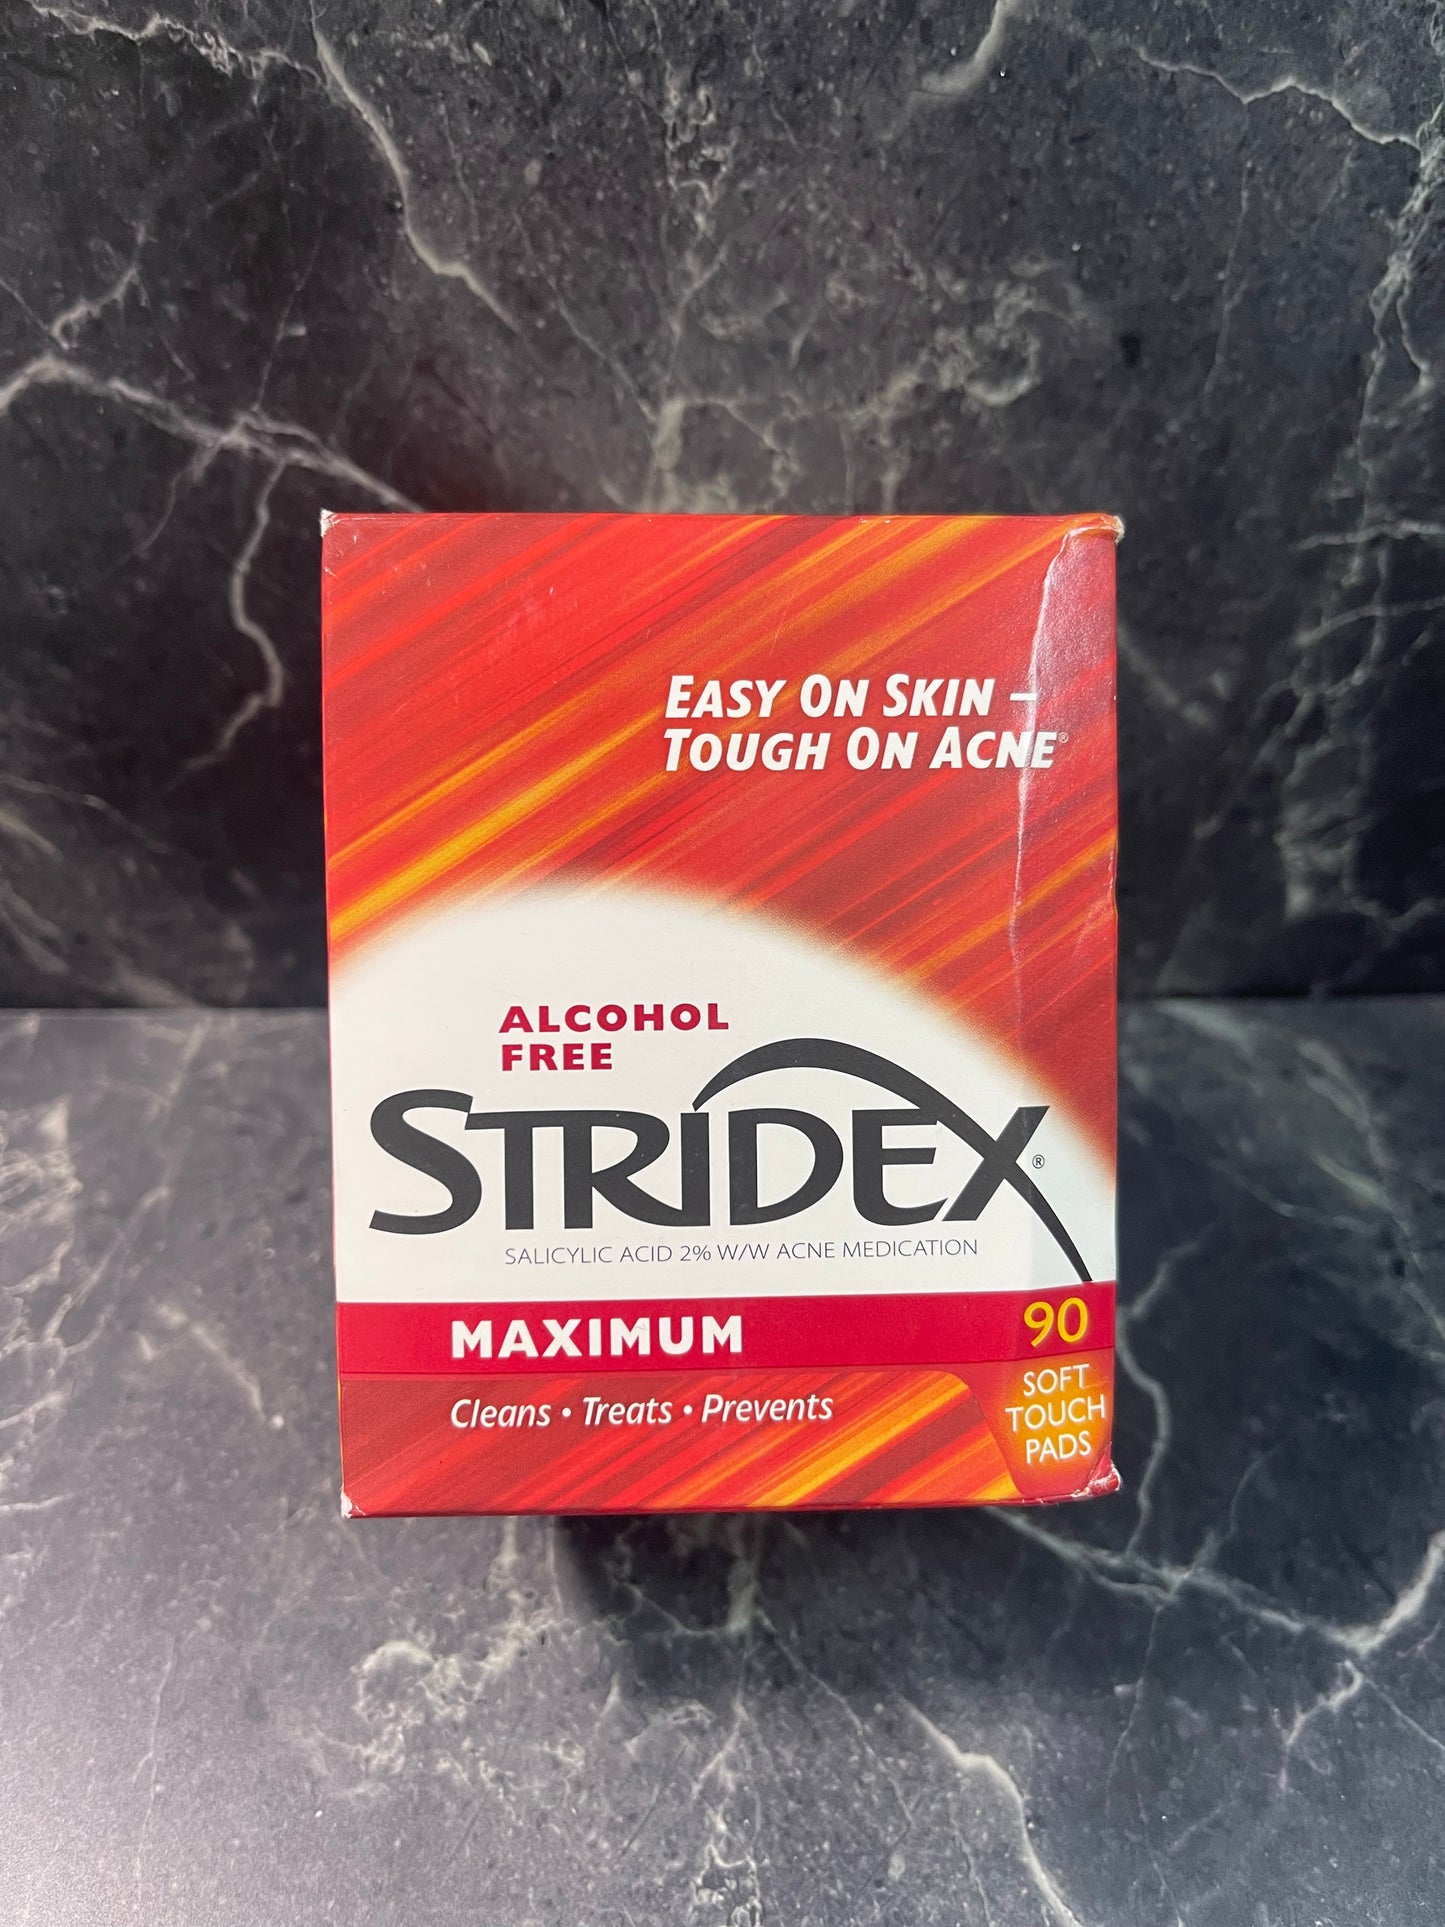 EASY ON SKIN –
TOUGH ON ACNE®
ALCOHOL
FREE
STRIDEX®
SALICYLIC ACID 2% W/W ACNE MEDICATION
MAXIMUM
90
SOFT
TOUCH
PADS
Cleans • Treats • Prevents